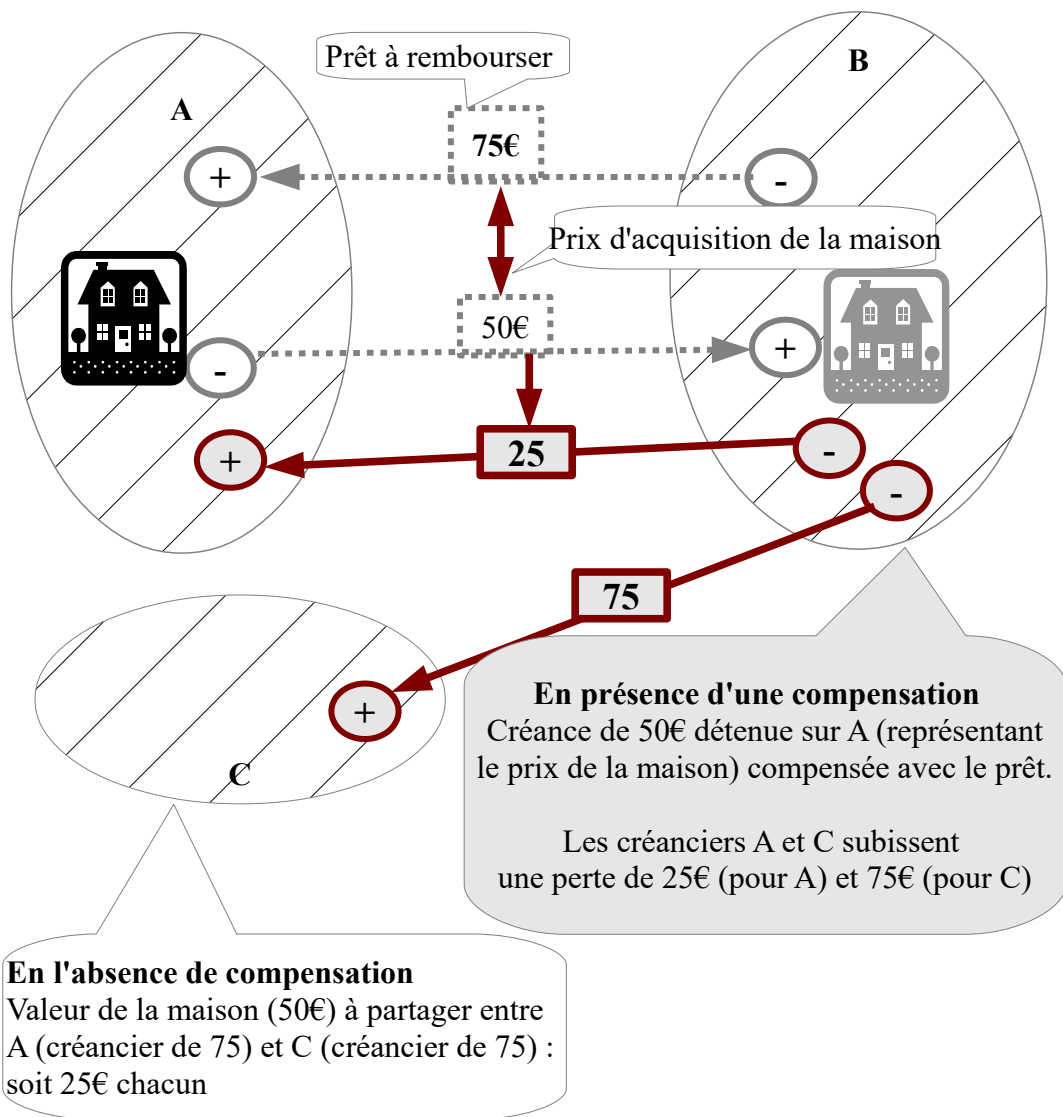 Prêt à rembourser
B
A
75€
+
-
Prix d'acquisition de la maison
50€
-
+
+
25
-
-
75
+
C
En présence d'une compensation
Créance de 50€ détenue sur A (représentant
le prix de la maison) compensée avec le prêt.
Les créanciers A et C subissent
une perte de 25€ (pour A) et 75€ (pour C)
En l'absence de compensation
Valeur de la maison (50€) à partager entre
A (créancier de 75) et C (créancier de 75) :
soit 25€ chacun